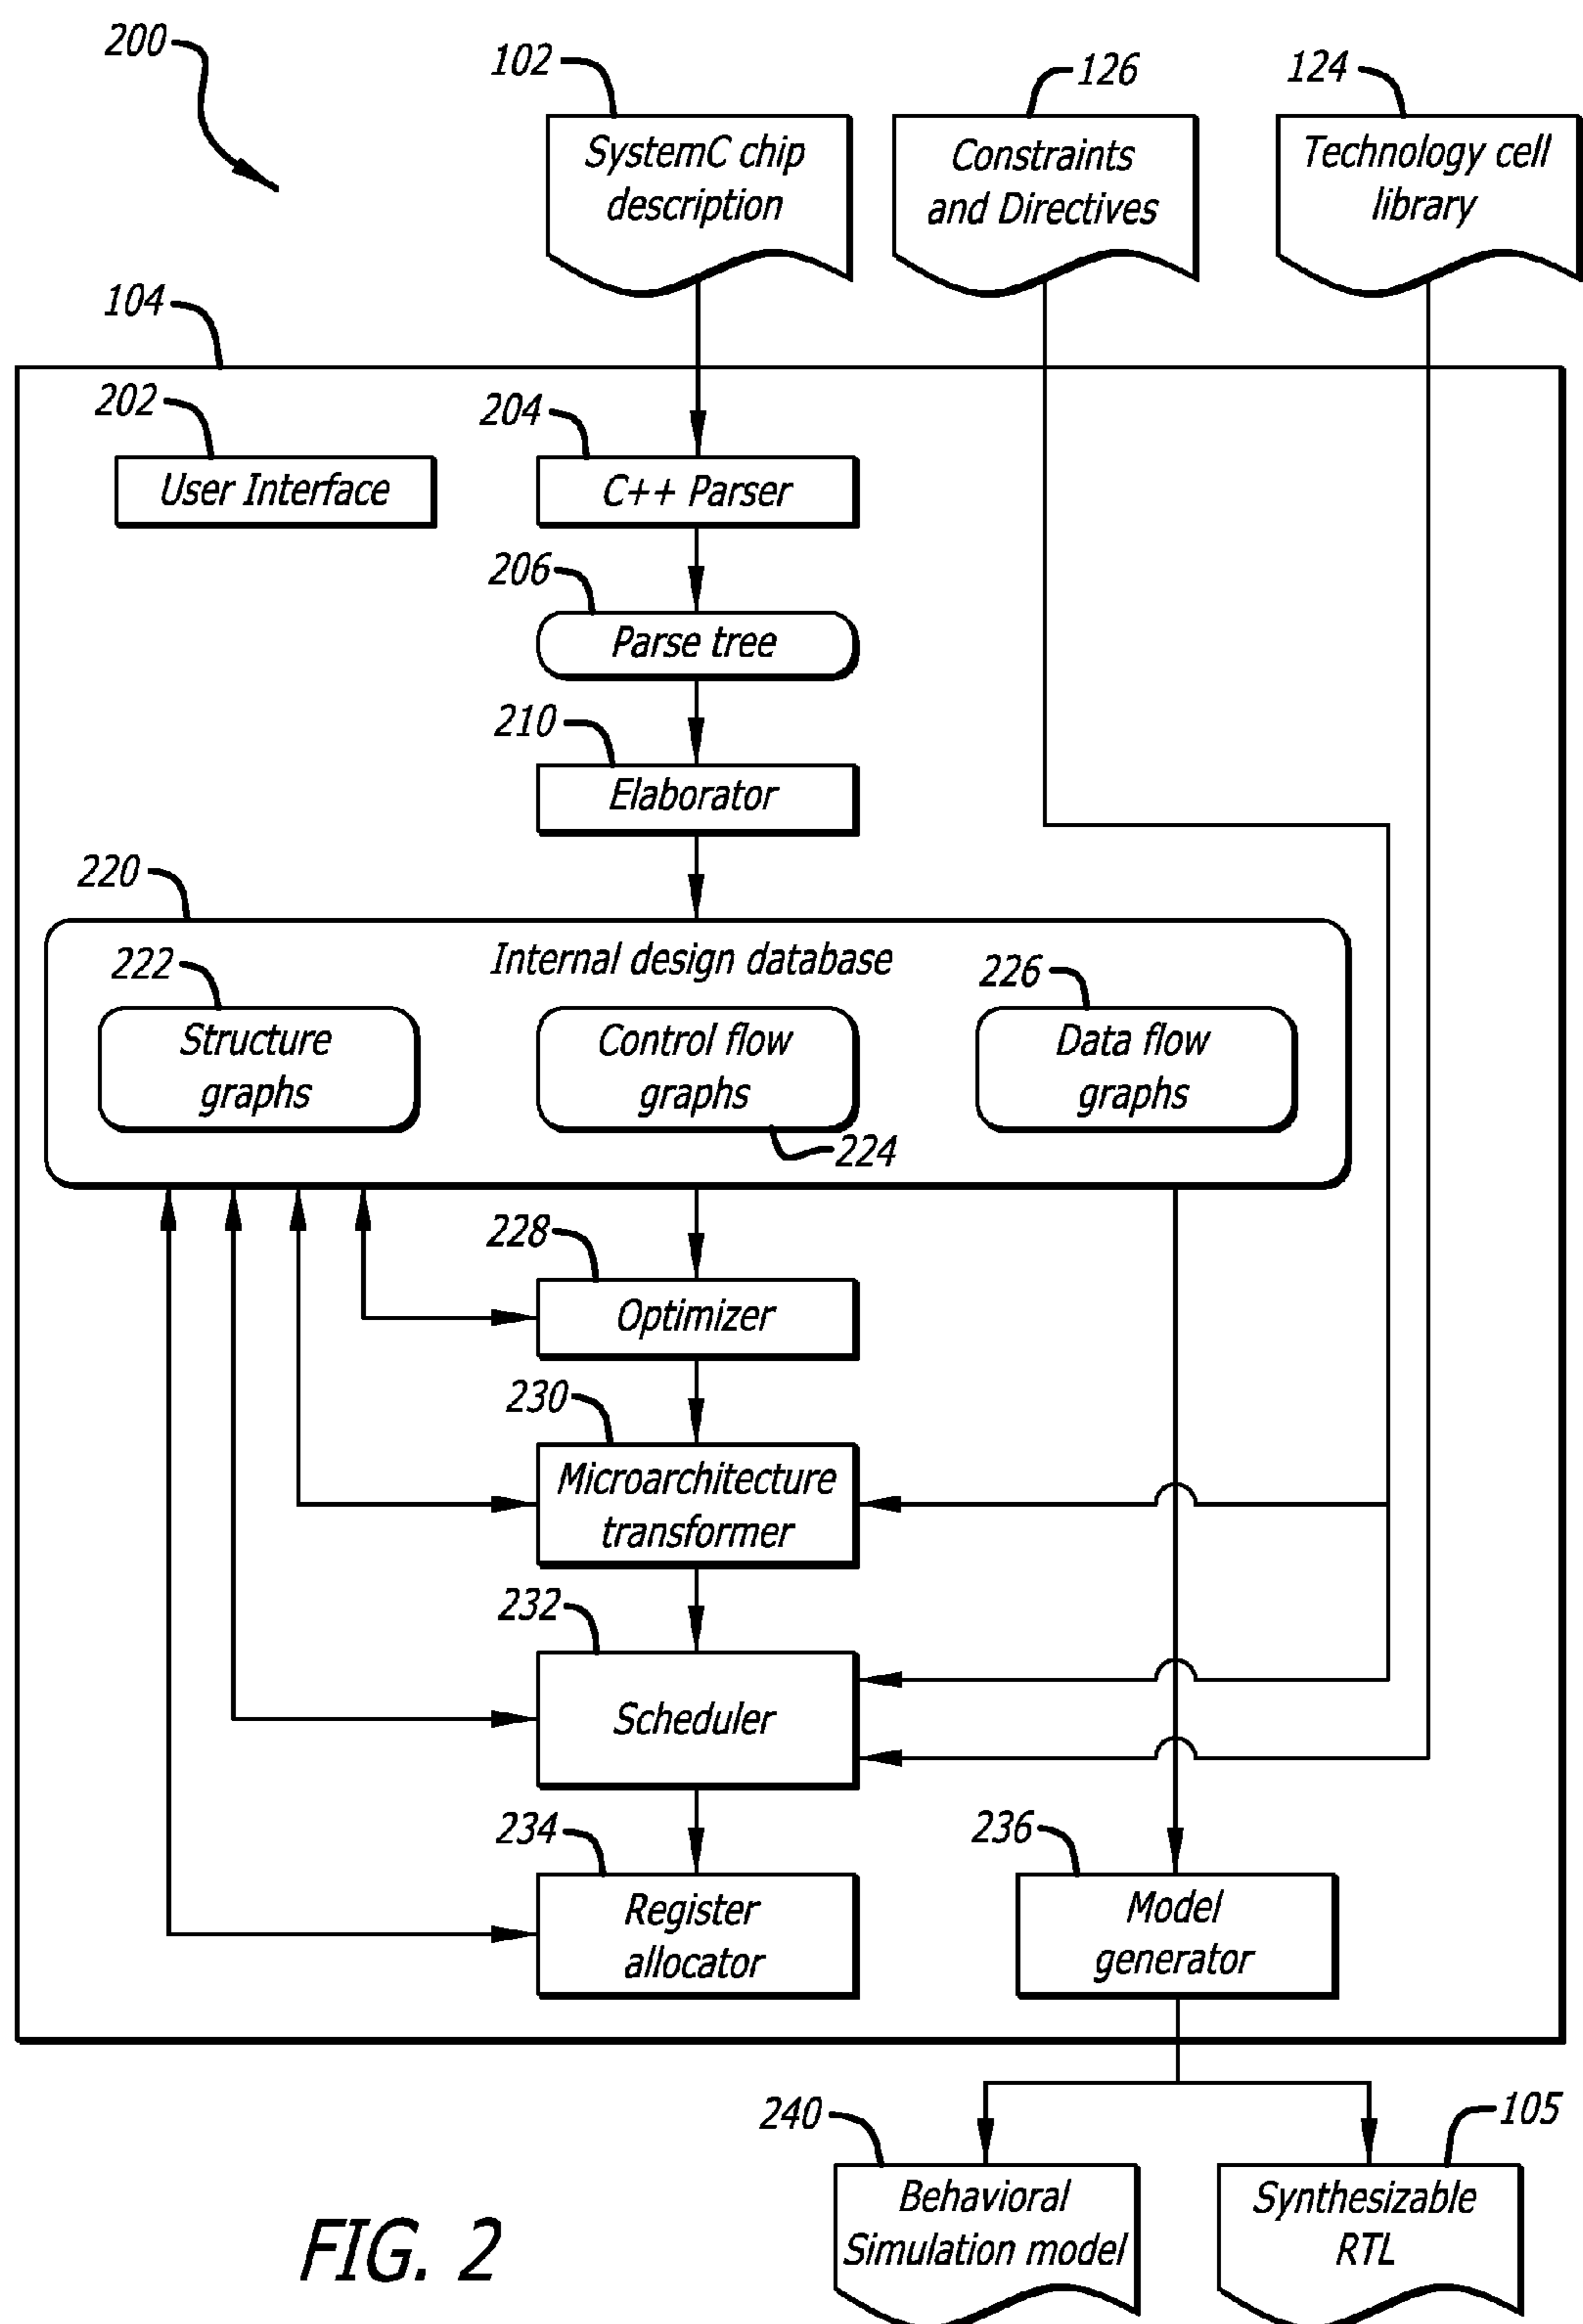 200
102
126
124
SystemC chip
description
Constraints
and Directives
Technology cell
library
104
202
204
User Interface
C++ Parser
206
Parse tree
210
Elaborator
220
Internal design database
222
226
Structure
graphs
Control flow
graphs
Data flow
graphs
224
228
Optimizer
230
Microarchitecture
transformer
232
Scheduler
234
236
Register
allocator
Model
generator
240
105
Behavioral
Simulation model
Synthesizable
RTL
FIG. 2